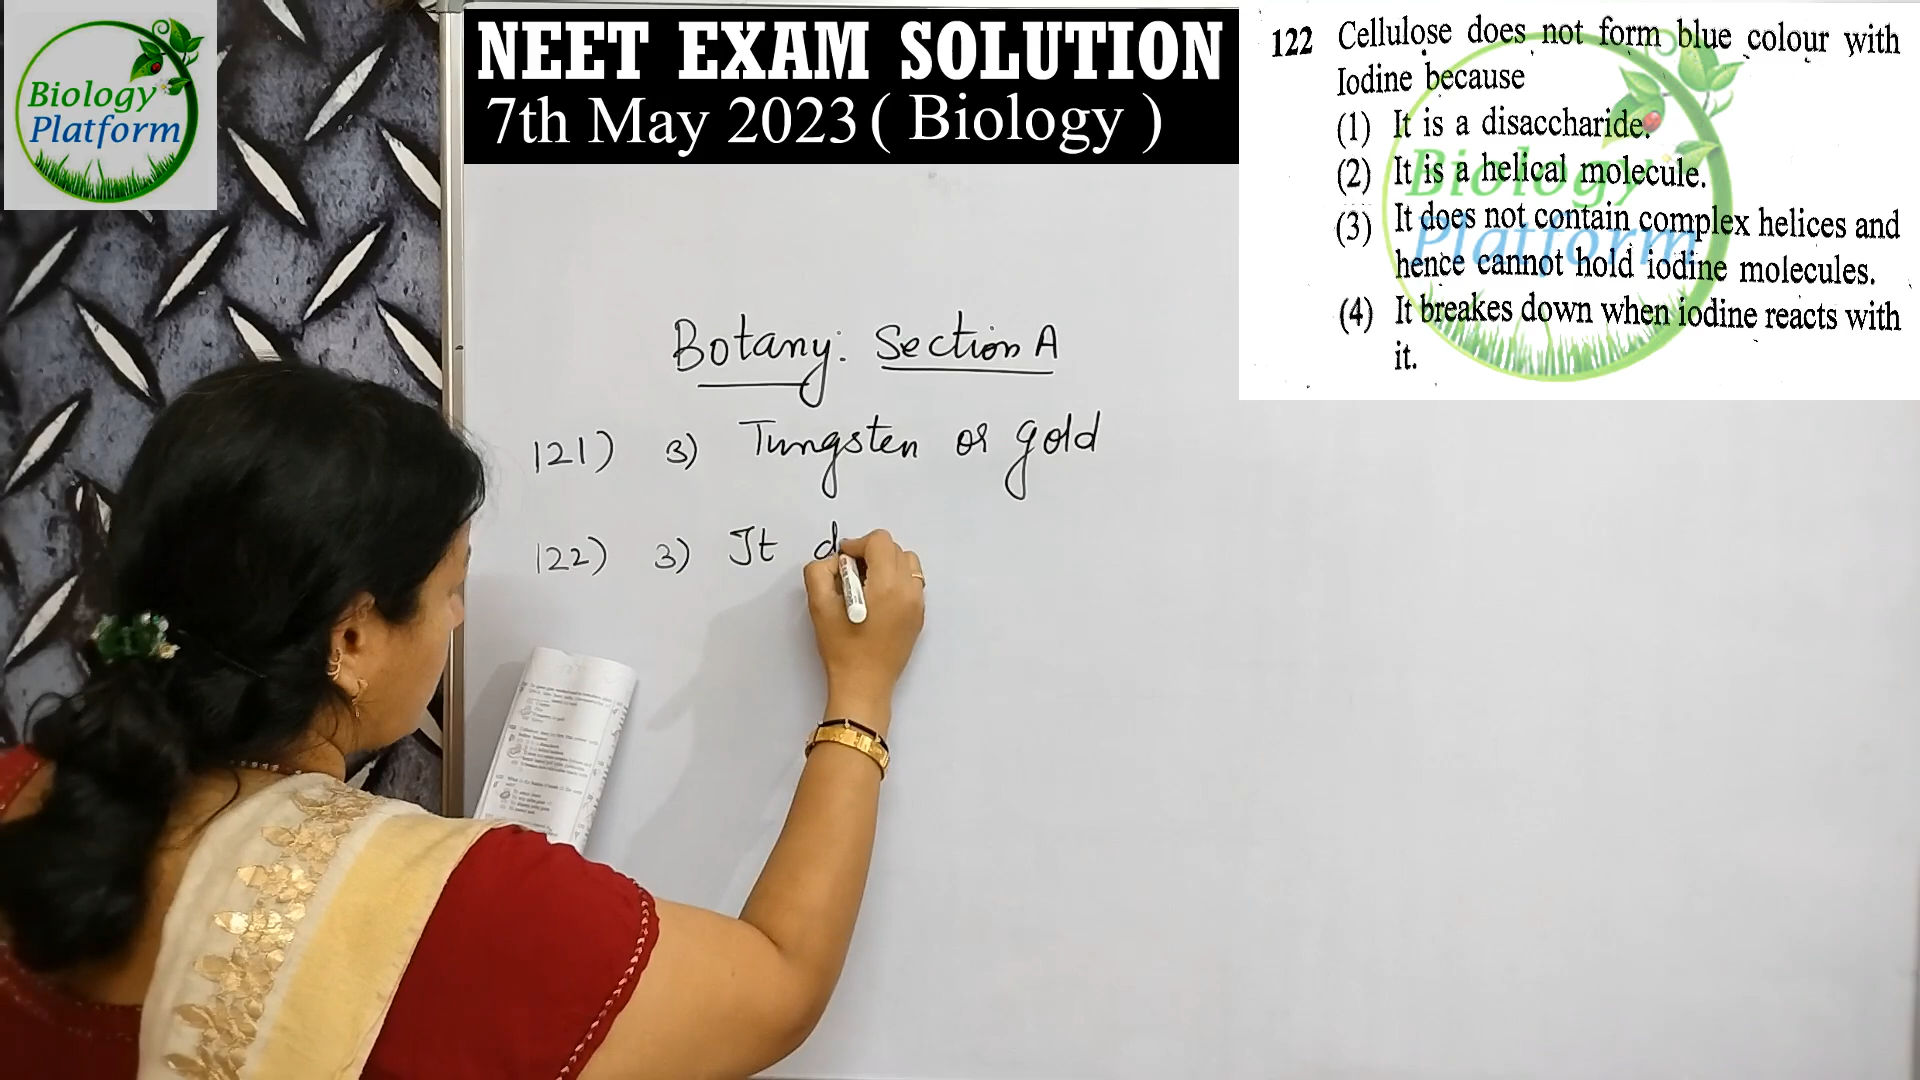 Biology
Platform
NEET EXAM SOLUTION
7th May 2023 ( Biology )
122 Cellulose does not form blue colour with
Iodine because
(1) It is a disaccharide.
(2) It is a helical molecule.
(3) It does not contain complex helices and
hence cannot hold iodine molecules.
(4) It breakes down when iodine reacts with
it.
Biology
Platform
Botany: Section A
121) 3) Tungsten or gold
122) 3) It d